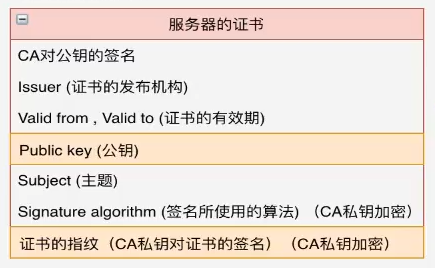 服务器的证书
CA对公钥的签名
Issuer (证书的发布机构)
Valid from , Valid to (证书的有效期)
Public key (公钥)
Subject (主题)
Signature algorithm (签名所使用的算法) （CA私钥加密）
证书的指纹（CA私钥对证书的签名）（CA私钥加密）